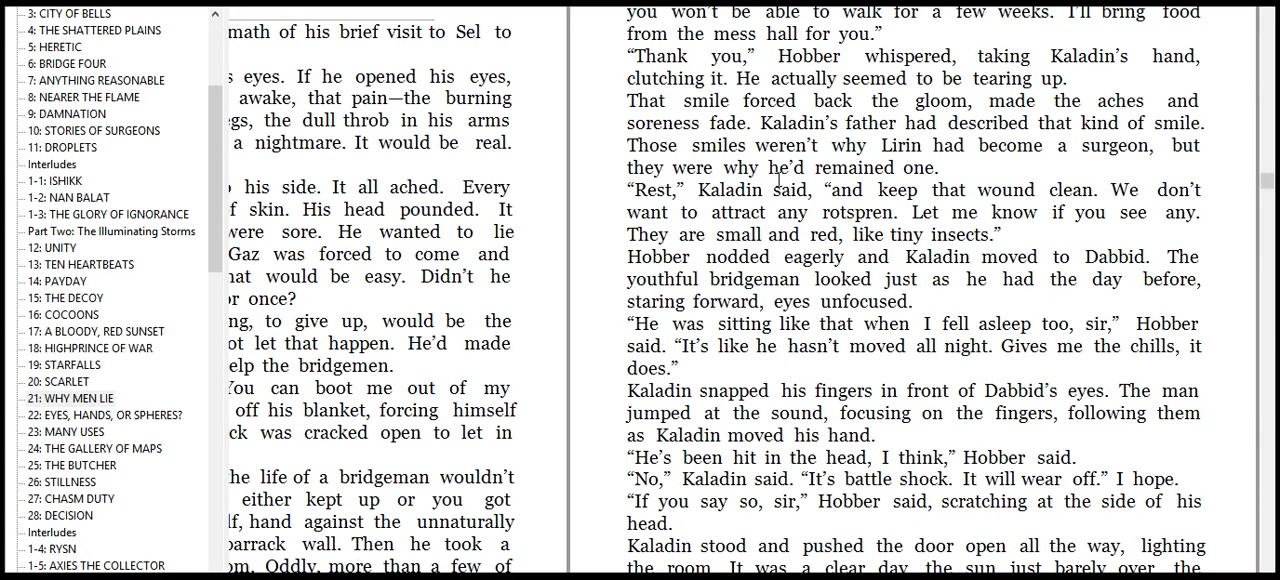 3: CITY OF BELLS
4: THE SHATTERED PLAINS
5: HERETIC
6: BRIDGE FOUR
7: ANYTHING REASONABLE
8: NEARER THE FLAME
9: DAMNATION
10: STORIES OF SURGEONS
11: DROPLETS
Interludes
1-1: ISHIKK
1-2: NAN BALAT
1-3: THE GLORY OF IGNORANCE
Part Two: The Illuminating Storms
12: UNITY
13: TEN HEARTBEATS
14: PAYDAY
15: THE DECOY
16: COCOONS
17: A BLOODY, RED SUNSET
18: HIGHPRINCE OF WAR
19: STARFALLS
20: SCARLET
21: WHY MEN LIE
22: EYES, HANDS, OR SPHERES?
23: MANY USES
24: THE GALLERY OF MAPS
25: THE BUTCHER
26: STILLNESS
27: CHASM DUTY
28: DECISION
Interludes
1-4: RYSN
1-5: AXIES THE COLLECTOR
math of his brief visit to Sel to
s eyes. If he opened his eyes,
awake, that pain—the burning
egs, the dull throb in his arms
a nightmare. It would be real.
his side. It all ached. Every
f skin. His head pounded. It
were sore. He wanted to lie
Gaz was forced to come and
hat would be easy. Didn't he
or once?
ng, to give up, would be the
ot let that happen. He'd made
elp the bridgemen.
You can boot me out of my
off his blanket, forcing himself
ck was cracked open to let in
he life of a bridgeman wouldn't
either kept up or you got
lf, hand against the unnaturally
barrack wall. Then he took a
om. Oddly, more than a few of
you won't be able to walk for a few weeks. I'll bring food
from the mess hall for you."
"Thank you," Hobber whispered, taking Kaladin's hand,
clutching it. He actually seemed to be tearing up.
That smile forced back the gloom, made the aches and
soreness fade. Kaladin's father had described that kind of smile.
Those smiles weren't why Lirin had become a surgeon, but
they were why he'd remained one.
"Rest," Kaladin said, "and keep that wound clean. We don't
want to attract any rotspren. Let me know if you see any.
They are small and red, like tiny insects."
Hobber nodded eagerly and Kaladin moved to Dabbid. The
youthful bridgeman looked just as he had the day before,
staring forward, eyes unfocused.
"He was sitting like that when I fell asleep too, sir," Hobber
said. "It's like he hasn't moved all night. Gives me the chills, it
does."
Kaladin snapped his fingers in front of Dabbid's eyes. The man
jumped at the sound, focusing on the fingers, following them
as Kaladin moved his hand.
"He's been hit in the head, I think," Hobber said.
"No," Kaladin said. "It's battle shock. It will wear off." I hope.
"If you say so, sir," Hobber said, scratching at the side of his
head.
Kaladin stood and pushed the door open all the way, lighting
the room. It was a clear day, the sun just barely over the